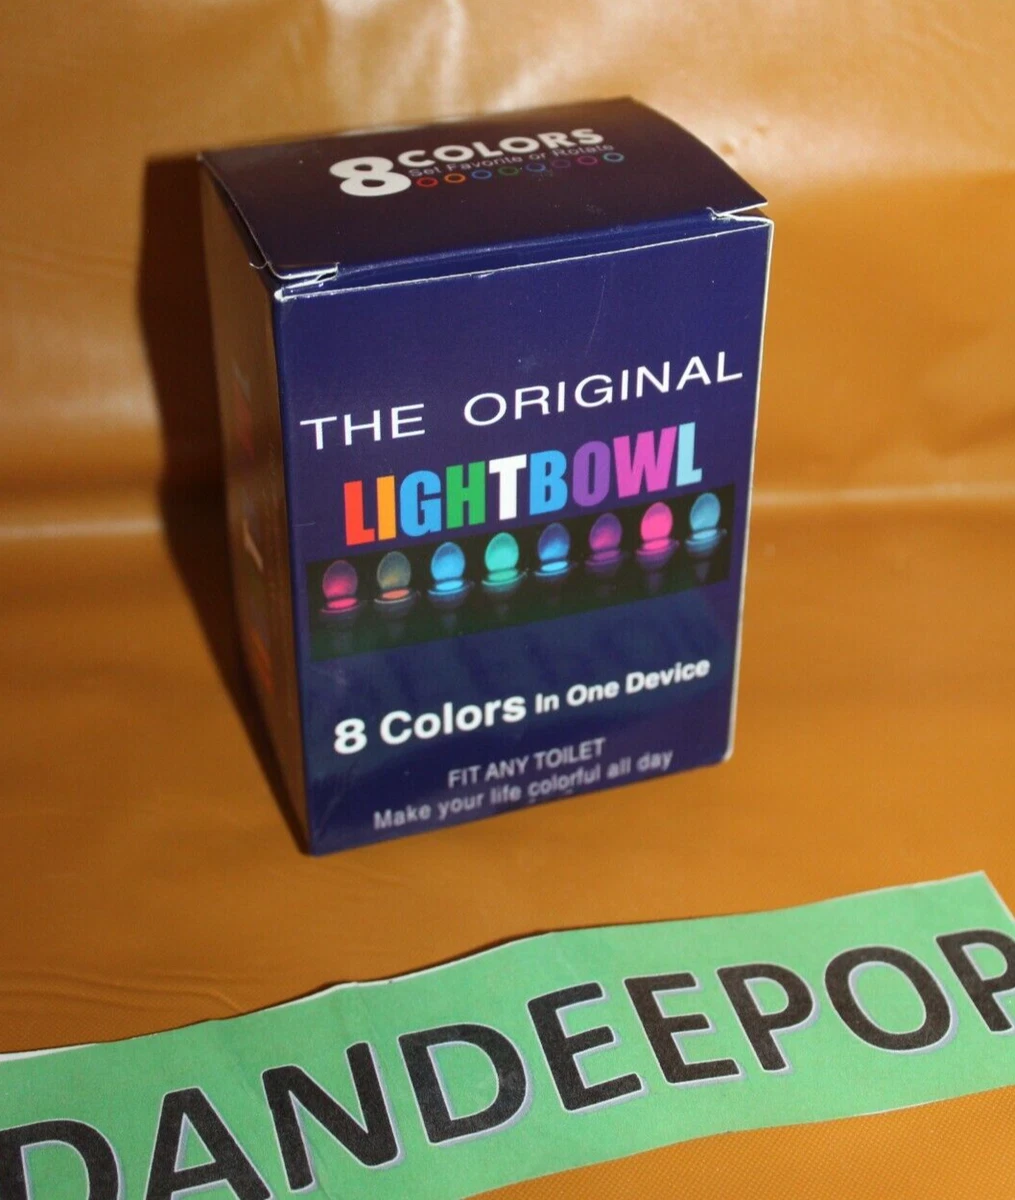 8 COLORS
Set Favorite or Rotate
THE ORIGINAL
LIGHTBOWL
8 Colors In One Device
FIT ANY TOILET
Make your life colorful all day
DANDEEPOP